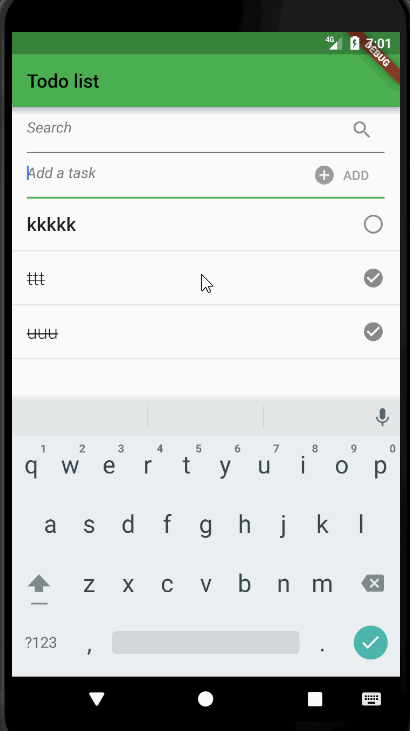 4G 7:01
DEBUG
Todo list
Search
Add a task ADD
kkkkk
ttt
uuu
1 2 3 4 5 6 7 8 9 0
q w e r t y u i o p
a s d f g h j k l
z x c v b n m
?123 , .